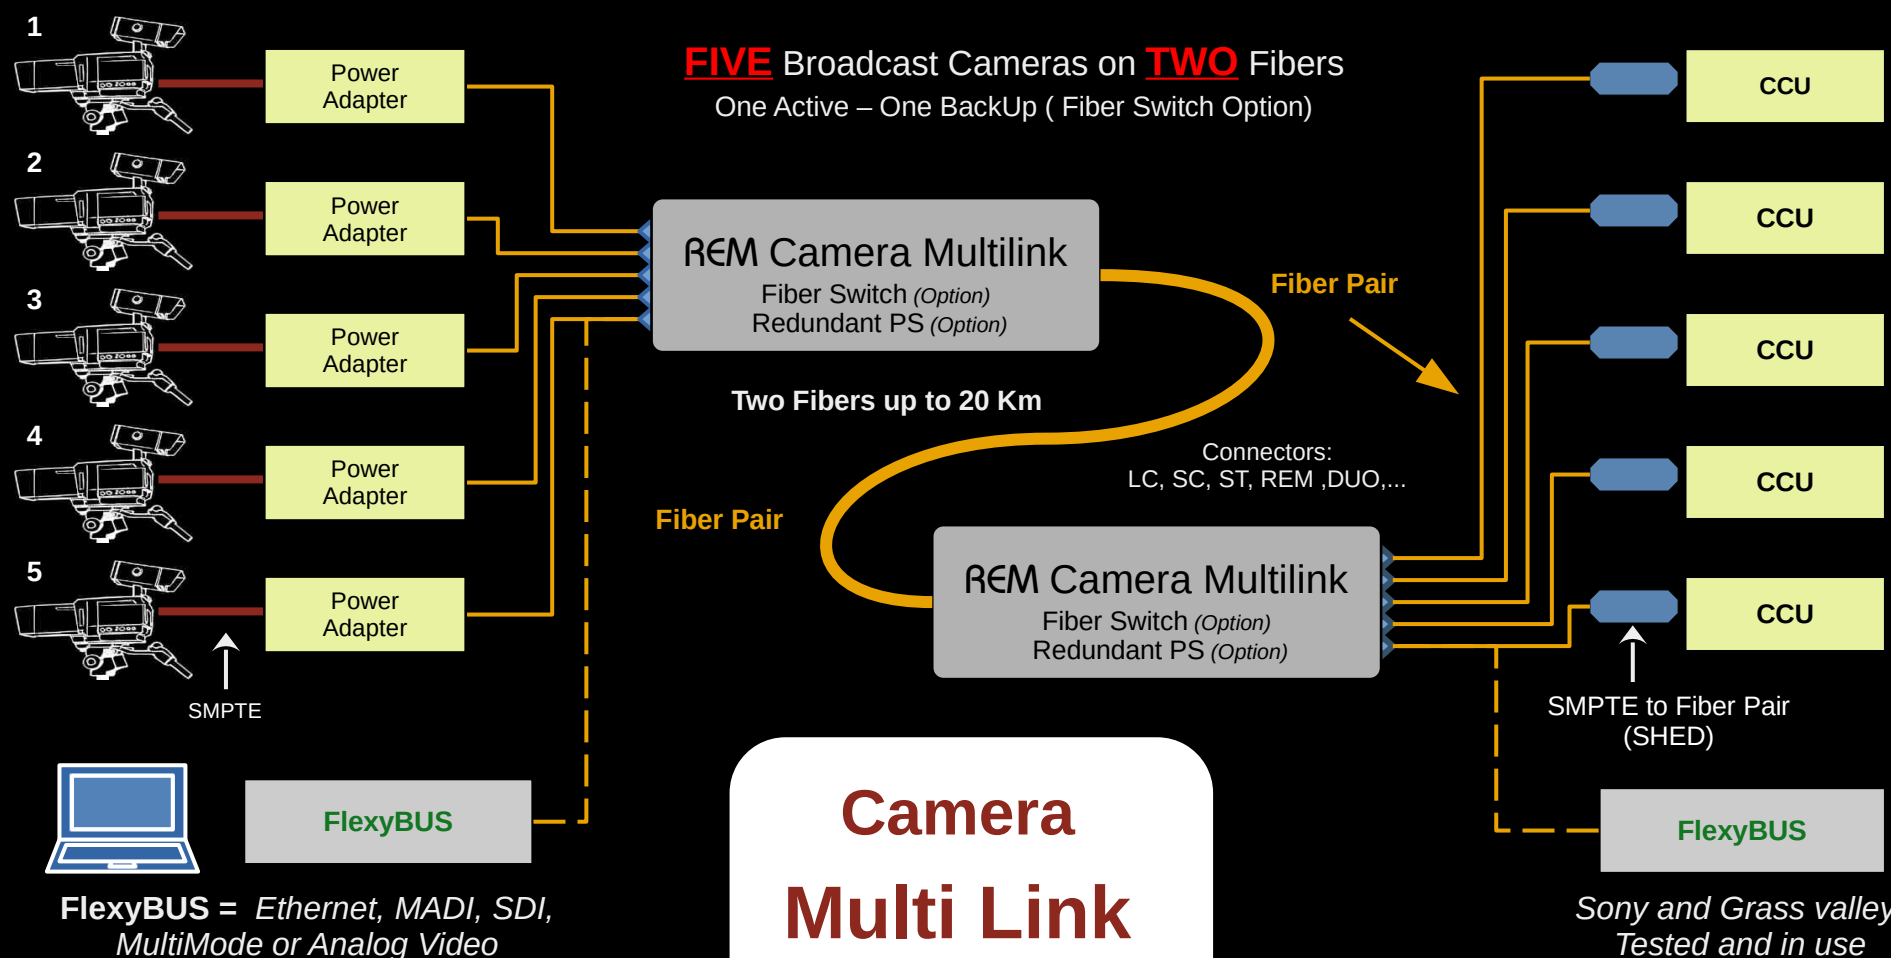 1
FIVE Broadcast Cameras on TWO Fibers
One Active – One BackUp ( Fiber Switch Option)
Power
Adapter
CCU
2
Power
Adapter
CCU
REM Camera Multilink
Fiber Switch (Option)
Redundant PS (Option)
Fiber Pair
3
Power
Adapter
CCU
Two Fibers up to 20 Km
4
Power
Adapter
Connectors:
LC, SC, ST, REM ,DUO,...
CCU
Fiber Pair
5
Power
Adapter
REM Camera Multilink
Fiber Switch (Option)
Redundant PS (Option)
CCU
SMPTE
SMPTE to Fiber Pair
(SHED)
FlexyBUS
Camera
Multi Link
FlexyBUS
FlexyBUS = Ethernet, MADI, SDI,
MultiMode or Analog Video
Sony and Grass valley
Tested and in use